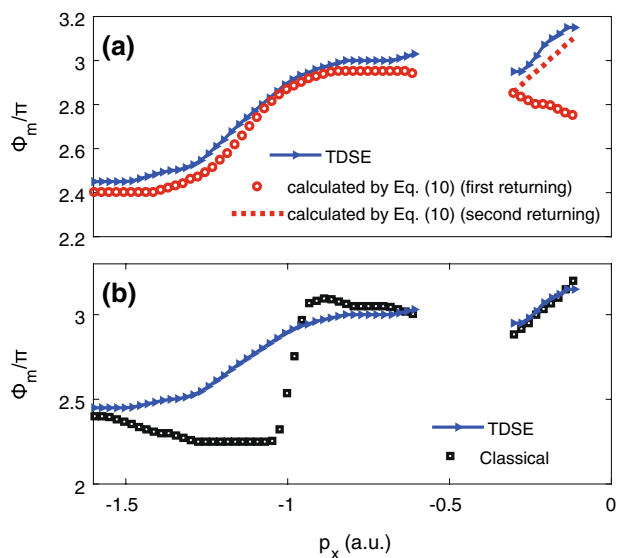 (a)
3.2
3
2.8
2.6
2.4
2.2
Φm/π
TDSE
calculated by Eq. (10) (first returning)
calculated by Eq. (10) (second returning)
(b)
3
2.5
2
Φm/π
TDSE
Classical
-1.5 -1 -0.5 0
p_x (a.u.)